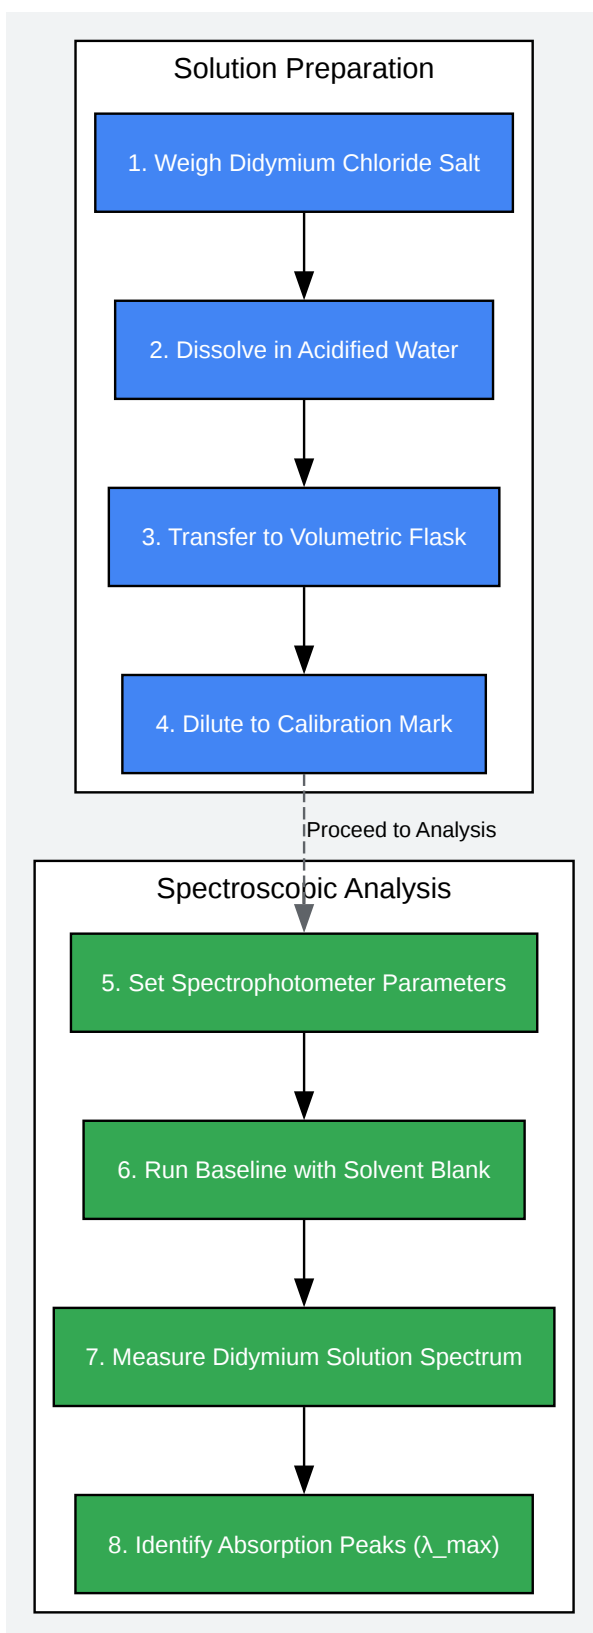 Solution Preparation
1. Weigh Didymium Chloride Salt
2. Dissolve in Acidified Water
3. Transfer to Volumetric Flask
4. Dilute to Calibration Mark
Proceed to Analysis
Spectroscopic Analysis
5. Set Spectrophotometer Parameters
6. Run Baseline with Solvent Blank
7. Measure Didymium Solution Spectrum
8. Identify Absorption Peaks (λ_max)